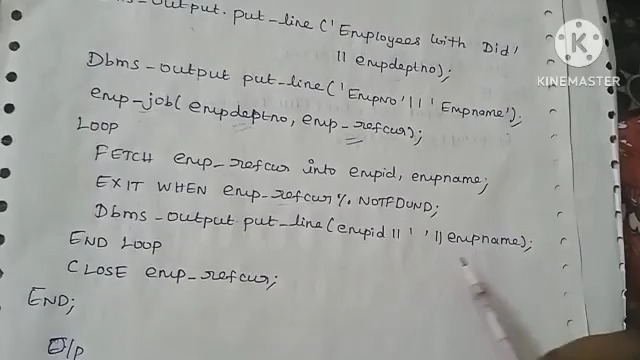 -output. put-line ('Employees with Did'
|| empdeptno);
Dbms-output put-line('Empno' || 'Empname');
emp-job( empdeptno, emp-refcur);
LOOP
FETCH emp-refcur into empid, empname;
EXIT WHEN emp-refcur % NOTFOUND;
Dbms-output put-line(empid || ' ' || empname);
END LOOP
CLOSE emp-refcur;
END;
O/p
KINEMASTER